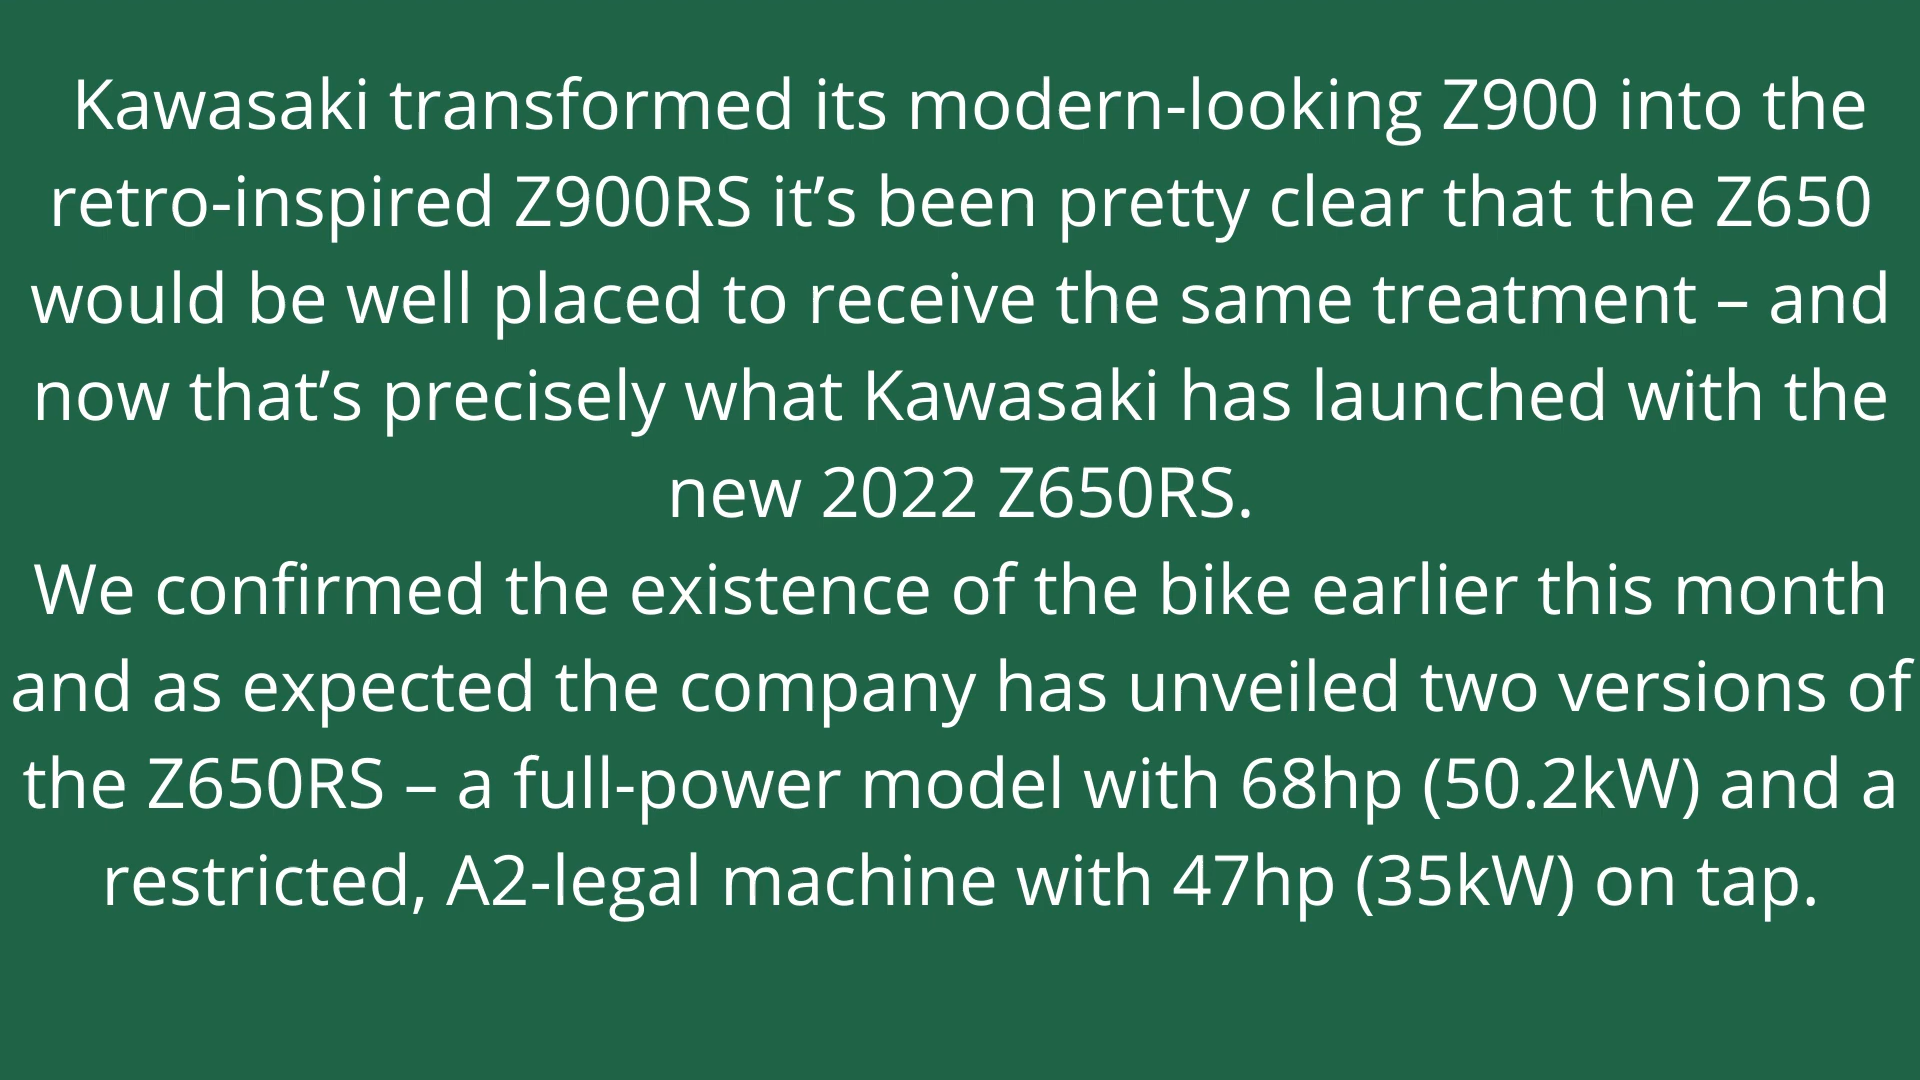 Kawasaki transformed its modern-looking Z900 into the
retro-inspired Z900RS it’s been pretty clear that the Z650
would be well placed to receive the same treatment – and
now that’s precisely what Kawasaki has launched with the
new 2022 Z650RS.
We confirmed the existence of the bike earlier this month
and as expected the company has unveiled two versions of
the Z650RS – a full-power model with 68hp (50.2kW) and a
restricted, A2-legal machine with 47hp (35kW) on tap.